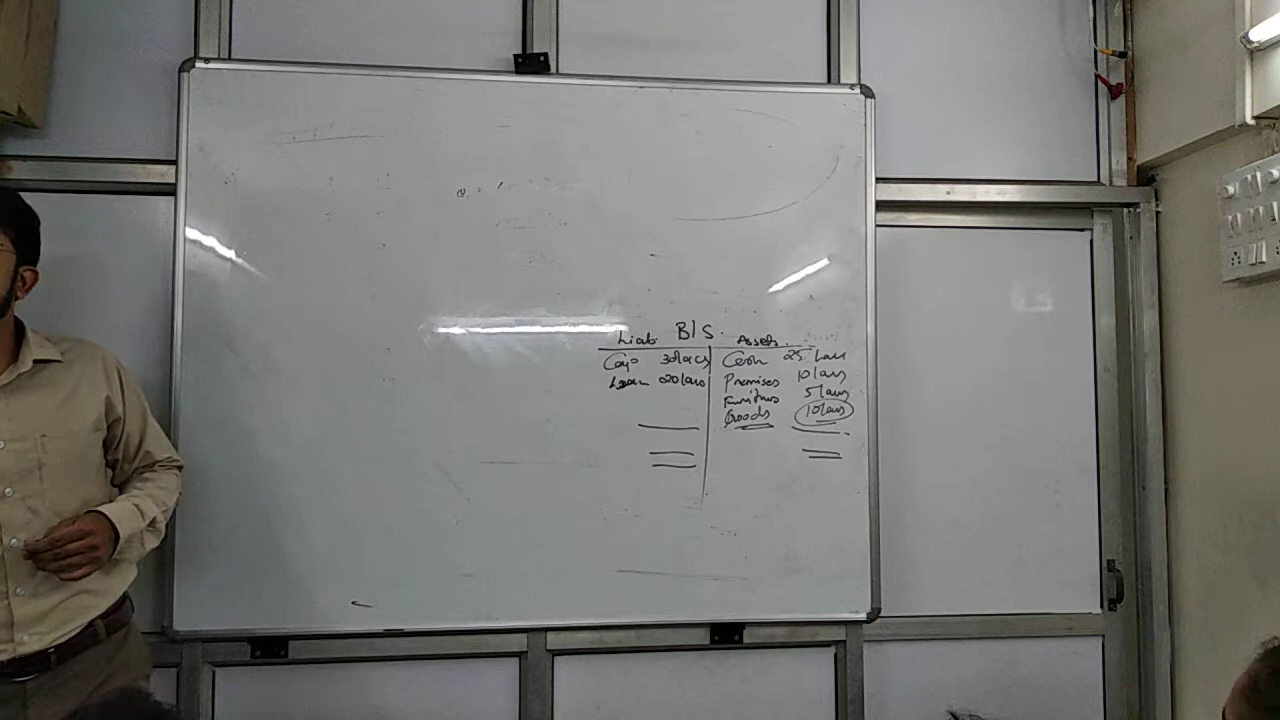 B/S.
Liab. Assets.
Cap 30 lacs Cash 25 lacs
Loan 20 lacs Premises 10 lacs
Furniture 5 lacs
Goods 10 lacs